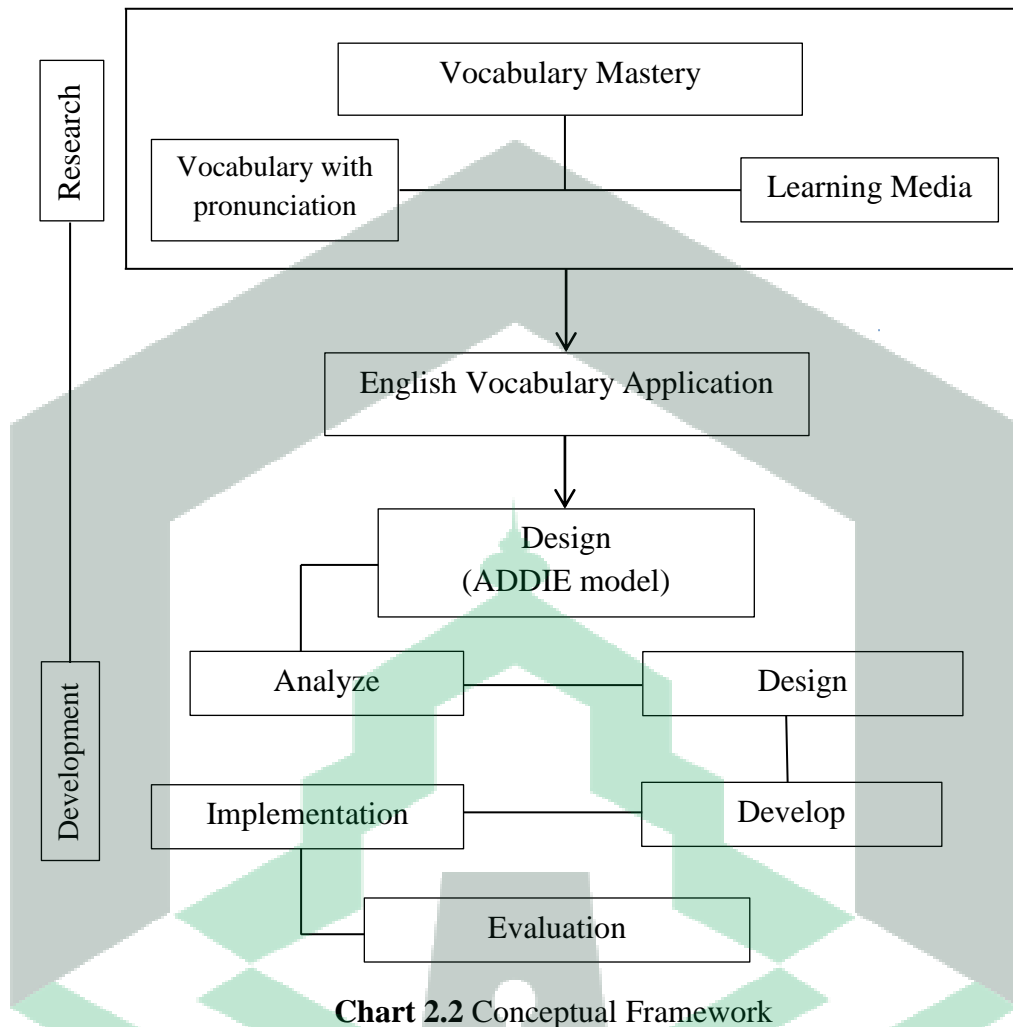 Research
Vocabulary Mastery
Vocabulary with
pronunciation
Learning Media
English Vocabulary Application
Design
(ADDIE model)
Development
Analyze
Design
Implementation
Develop
Evaluation
Chart 2.2 Conceptual Framework